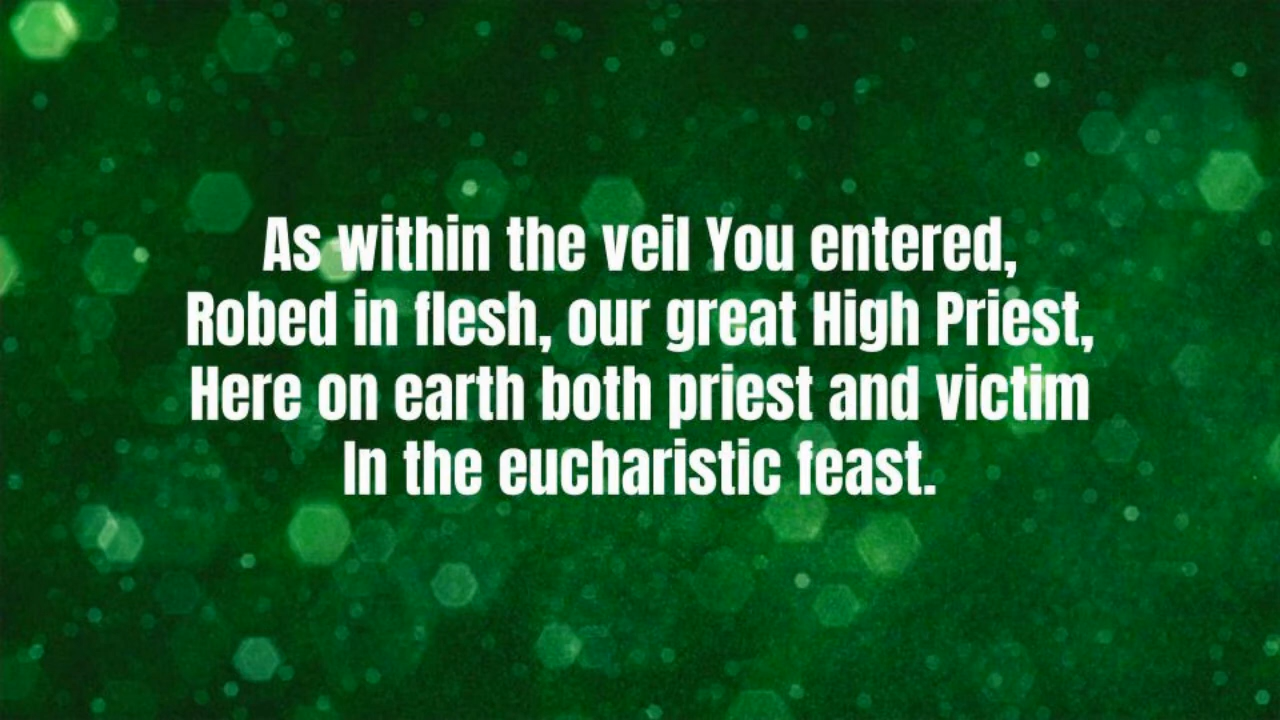 As within the veil You entered,
Robed in flesh, our great High Priest,
Here on earth both priest and victim
In the eucharistic feast.